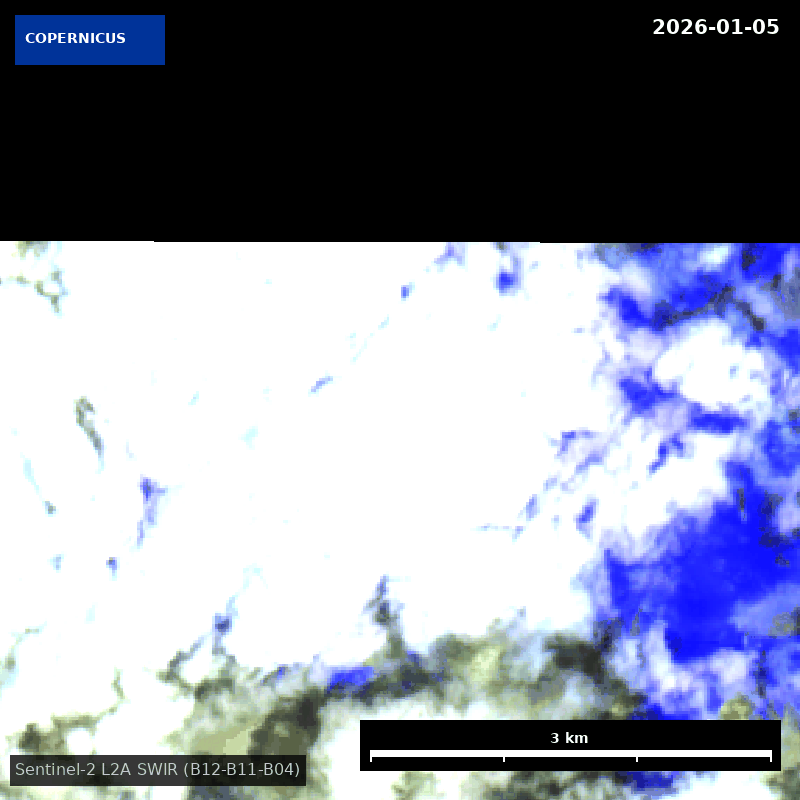 COPERNICUS
2026-01-05
3 km
Sentinel-2 L2A SWIR (B12-B11-B04)